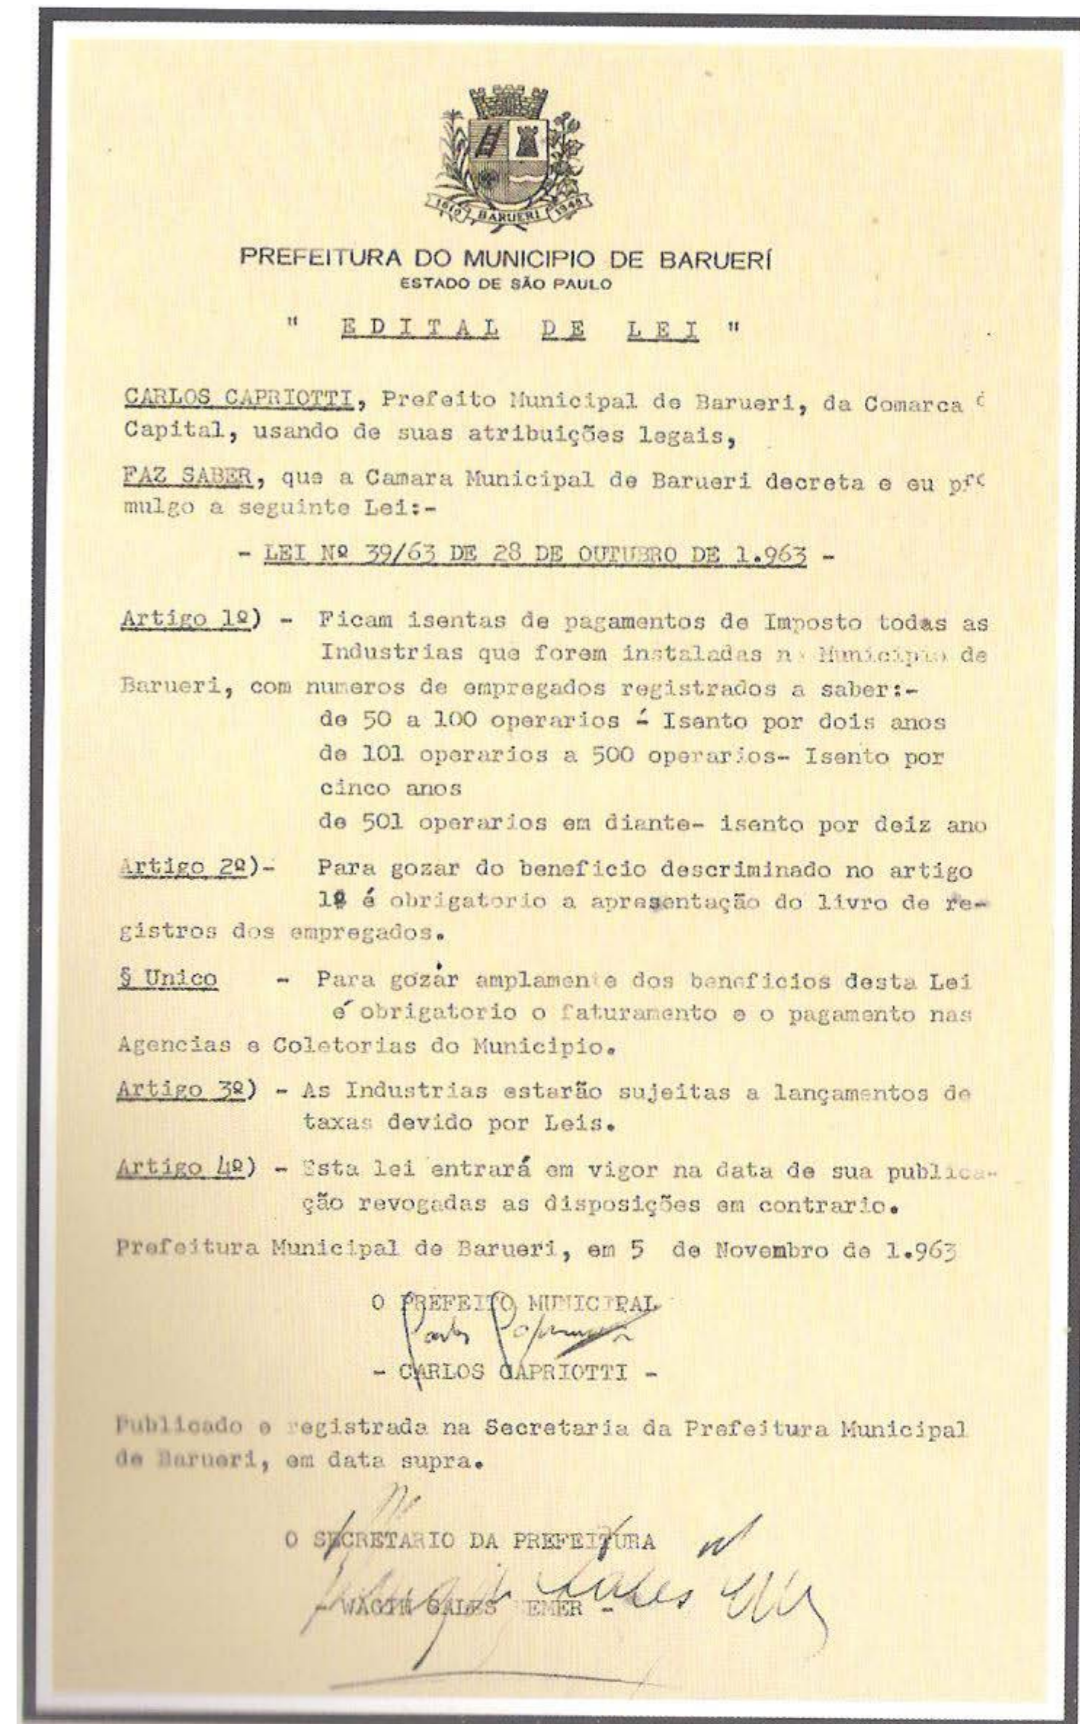 1610 BARUERI 1948
PREFEITURA DO MUNICIPIO DE BARUERÍ
ESTADO DE SÃO PAULO
" EDITAL DE LEI "
CARLOS CAPRIOTTI, Prefeito Municipal de Barueri, da Comarca
Capital, usando de suas atribuições legais,
FAZ SABER, que a Camara Municipal de Barueri decreta e eu pro
mulgo a seguinte Lei:-
- LEI Nº 39/63 DE 28 DE OUTUBRO DE 1.963 -
Artigo 1º) - Ficam isentas de pagamentos de Imposto todas as
Industrias que forem instaladas no Municipio de
Barueri, com numeros de empregados registrados a saber:-
de 50 a 100 operarios - Isento por dois anos
de 101 operarios a 500 operarios- Isento por
cinco anos
de 501 operarios em diante- isento por deiz ano
Artigo 2º)- Para gozar do beneficio descriminado no artigo
1º é obrigatorio a apresentação do livro de re-
gistros dos empregados.
§ Unico - Para gozar amplamente dos beneficios desta Lei
é obrigatorio o faturamento e o pagamento nas
Agencias e Coletorias do Municipio.
Artigo 3º) - As Industrias estarão sujeitas a lançamentos de
taxas devido por Leis.
Artigo 4º) - Esta lei entrará em vigor na data de sua publica-
ção revogadas as disposições em contrario.
Prefeitura Municipal de Barueri, em 5 de Novembro de 1.963
O PREFEITO MUNICIPAL
- CARLOS CAPRIOTTI -
Publicado e registrada na Secretaria da Prefeitura Municipal
de Barueri, em data supra.
O SECRETARIO DA PREFEITURA
- WAGIH SALES NEMER -